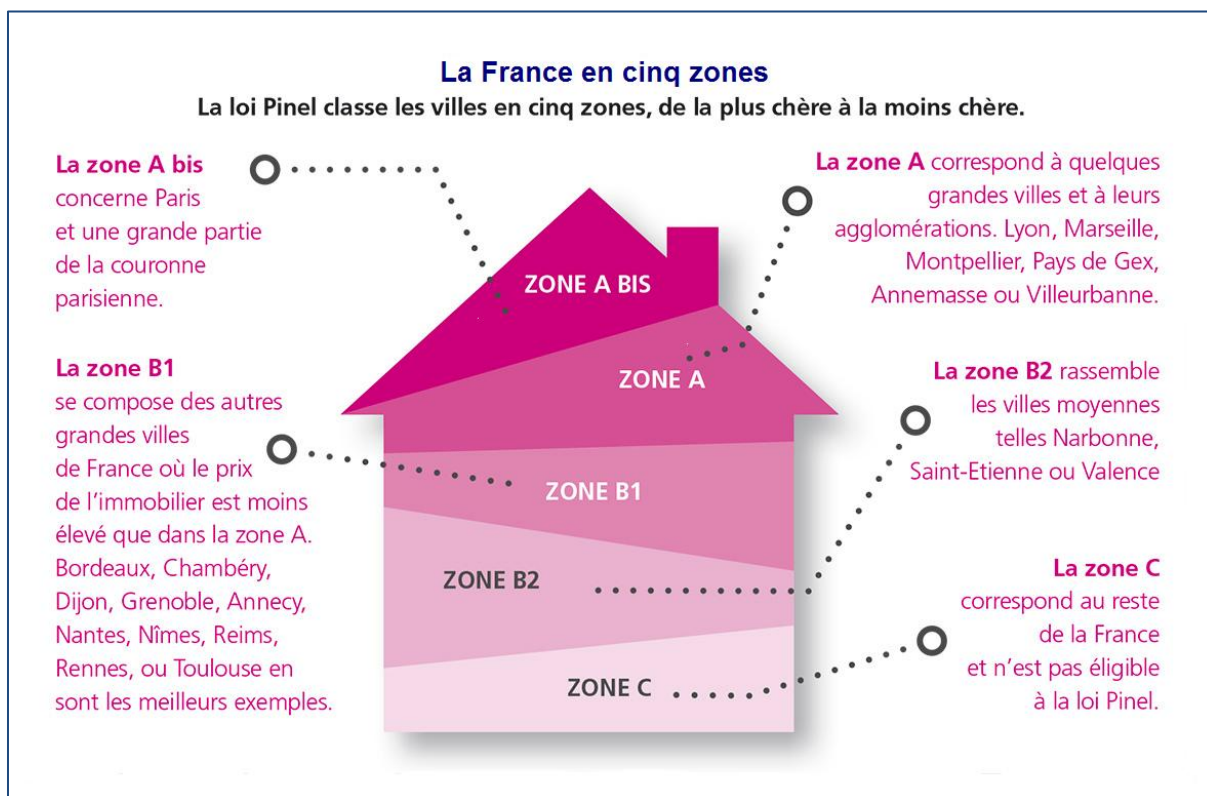 La France en cinq zones
La loi Pinel classe les villes en cinq zones, de la plus chère à la moins chère.
La zone A bis
concerne Paris
et une grande partie
de la couronne
parisienne.
La zone A correspond à quelques
grandes villes et à leurs
agglomérations. Lyon, Marseille,
Montpellier, Pays de Gex,
Annemasse ou Villeurbanne.
La zone B1
se compose des autres
grandes villes
de France où le prix
de l'immobilier est moins
élevé que dans la zone A.
Bordeaux, Chambéry,
Dijon, Grenoble, Annecy,
Nantes, Nîmes, Reims,
Rennes, ou Toulouse en
sont les meilleurs exemples.
La zone B2 rassemble
les villes moyennes
telles Narbonne,
Saint-Etienne ou Valence
La zone C
correspond au reste
de la France
et n'est pas éligible
à la loi Pinel.
ZONE A BIS
ZONE A
ZONE B1
ZONE B2
ZONE C